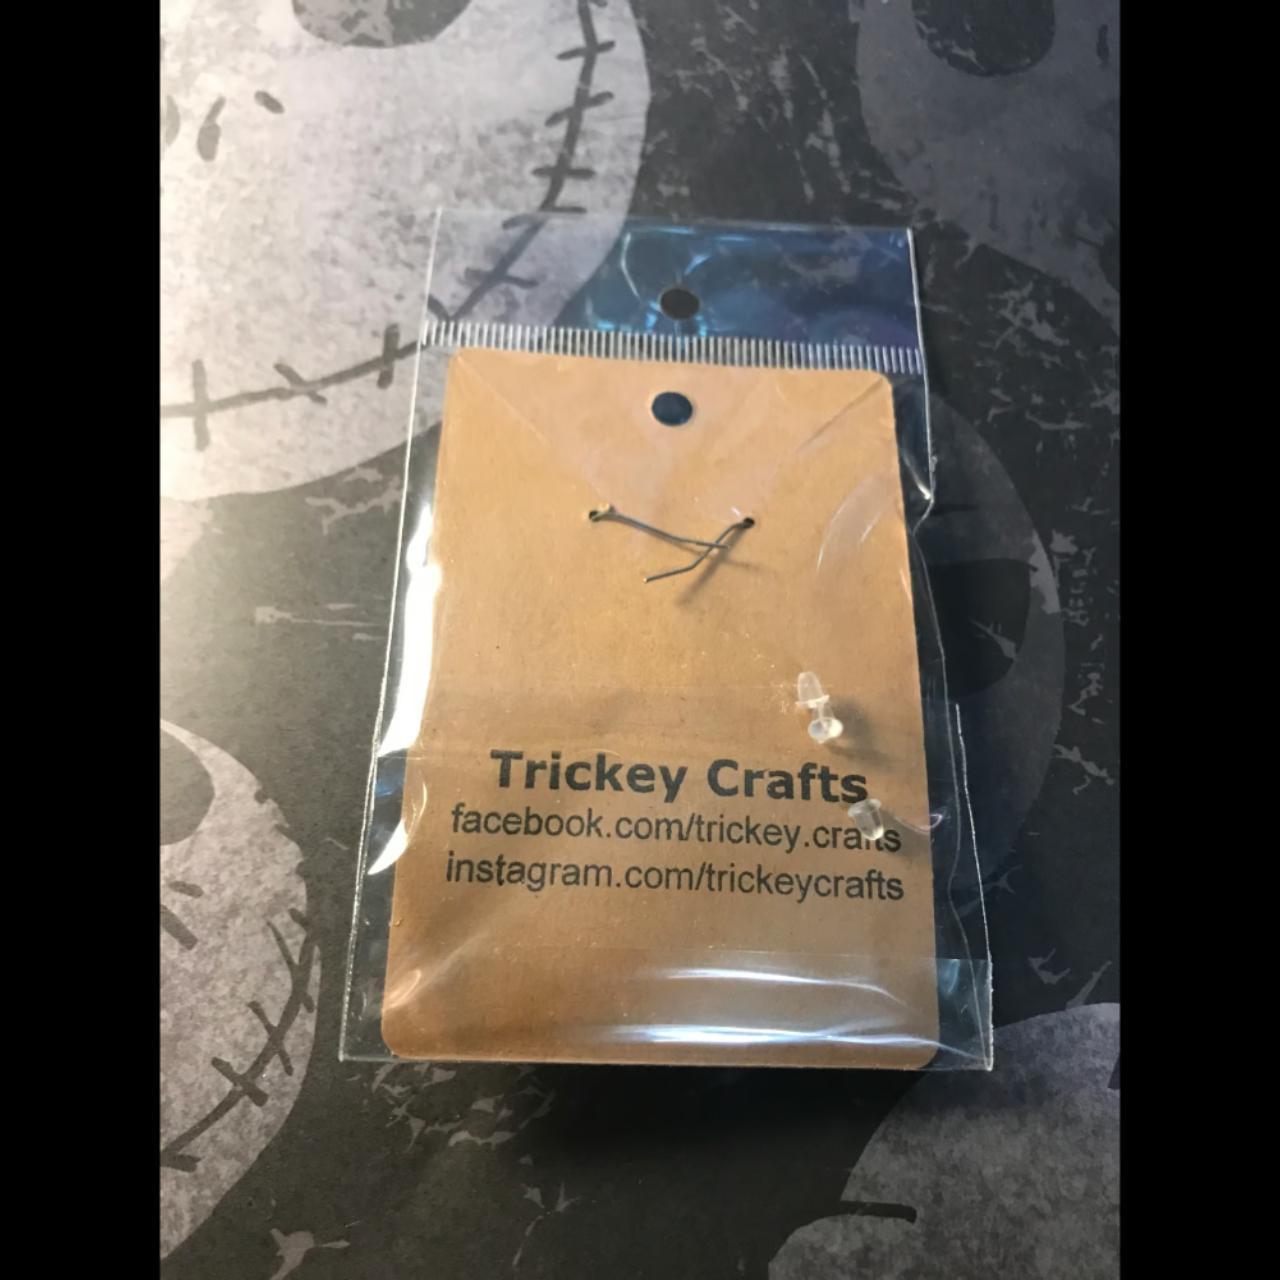 Trickey Crafts
facebook.com/trickey.crafts
instagram.com/trickeycrafts